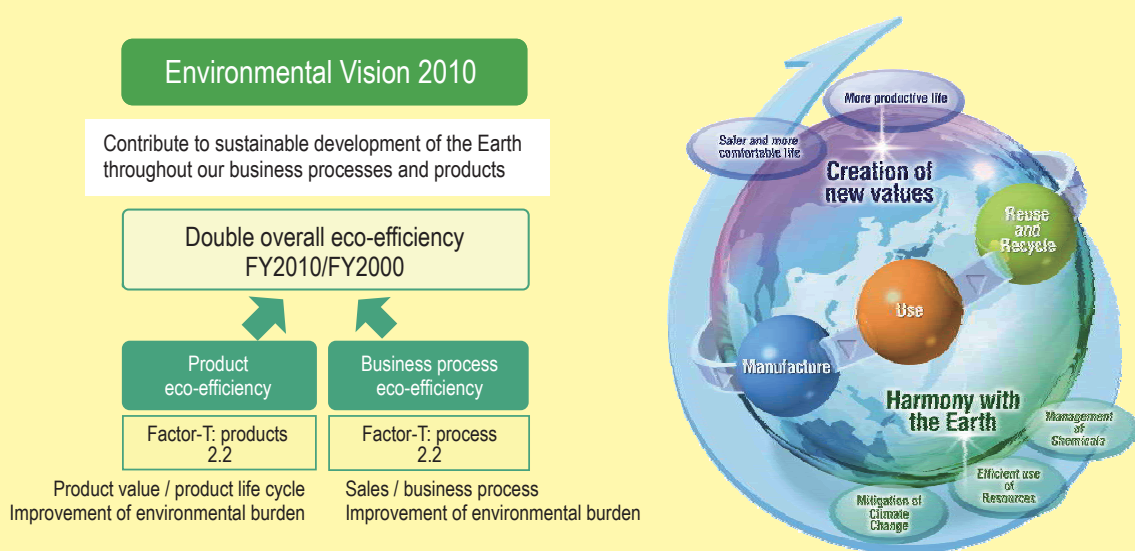 Environmental Vision 2010
Contribute to sustainable development of the Earth
throughout our business processes and products
Double overall eco-efficiency
FY2010/FY2000
Product
eco-efficiency
Business process
eco-efficiency
Factor-T: products
2.2
Factor-T: process
2.2
Product value / product life cycle
Improvement of environmental burden
Sales / business process
Improvement of environmental burden
More productive life
Safer and more
comfortable life
Creation of
new values
Reuse
and
Recycle
Use
Manufacture
Harmony with
the Earth
Management
of
Chemicals
Efficient use
of
Resources
Mitigation of
Climate
Change